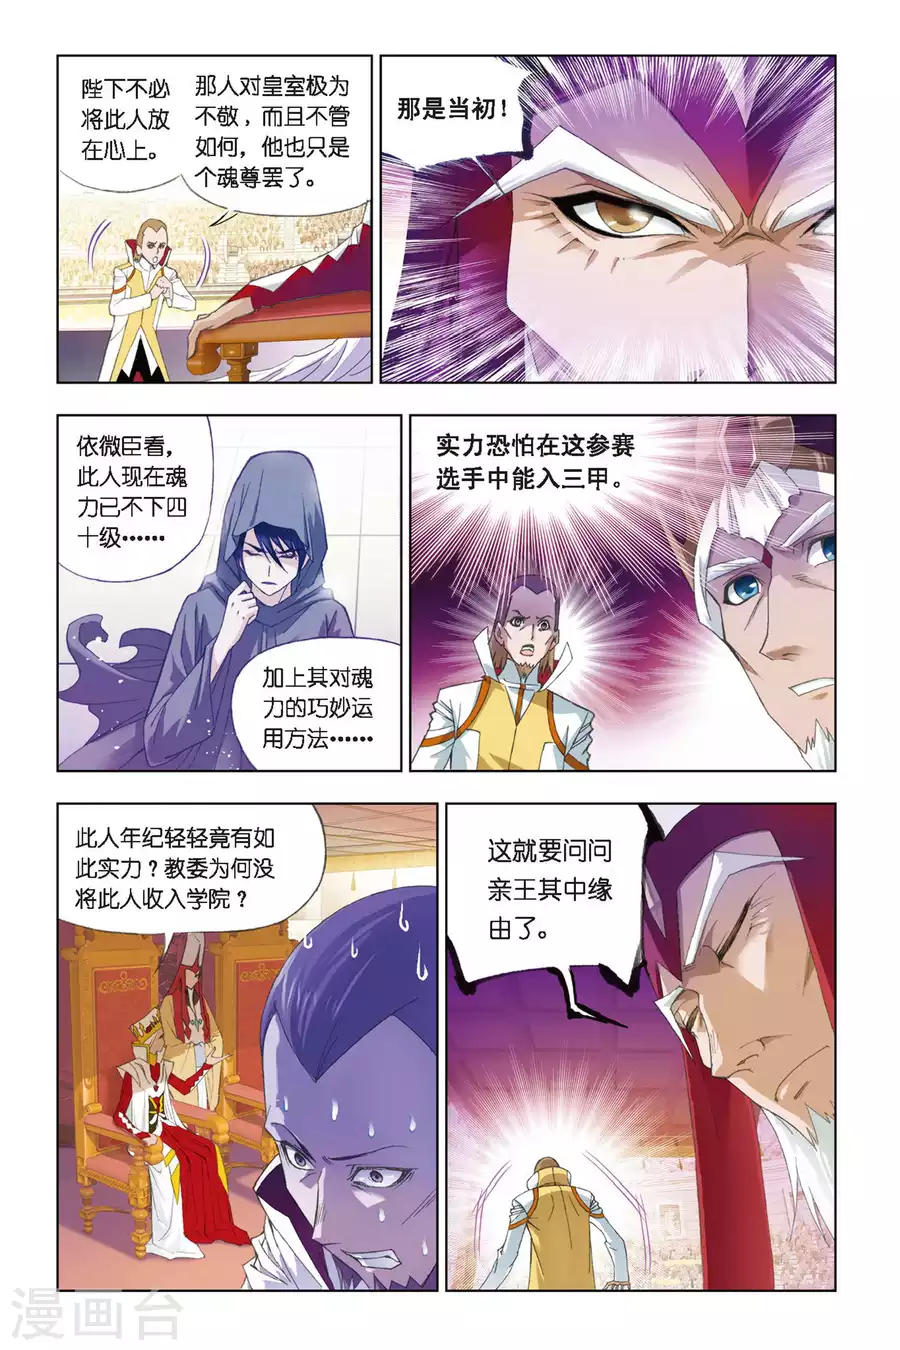 陛下不必
将此人放
在心上。
那人对皇室极为
不敬，而且不管
如何，他也只是
个魂尊罢了。
那是当初！
依微臣看，
此人现在魂
力已不下四
十级……
加上其对魂
力的巧妙运
用方法……
实力恐怕在这参赛
选手中能入三甲。
此人年纪轻轻竟有如
此实力？教委为何没
将此人收入学院？
这就要问问
亲王其中缘
由了。
漫画台